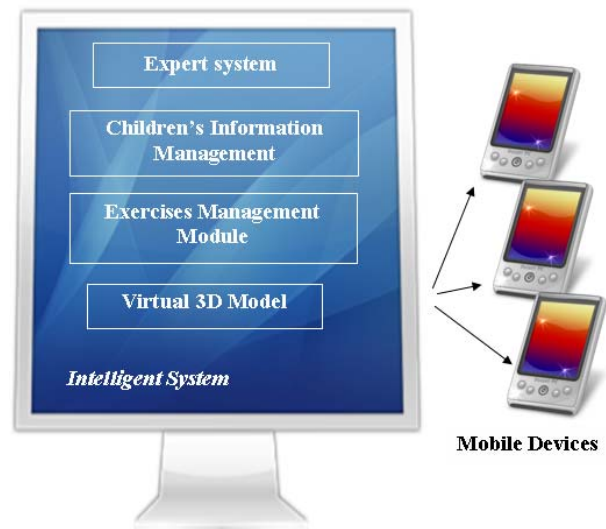 Expert system
Children’s Information
Management
Exercises Management
Module
Virtual 3D Model
Intelligent System
Mobile Devices